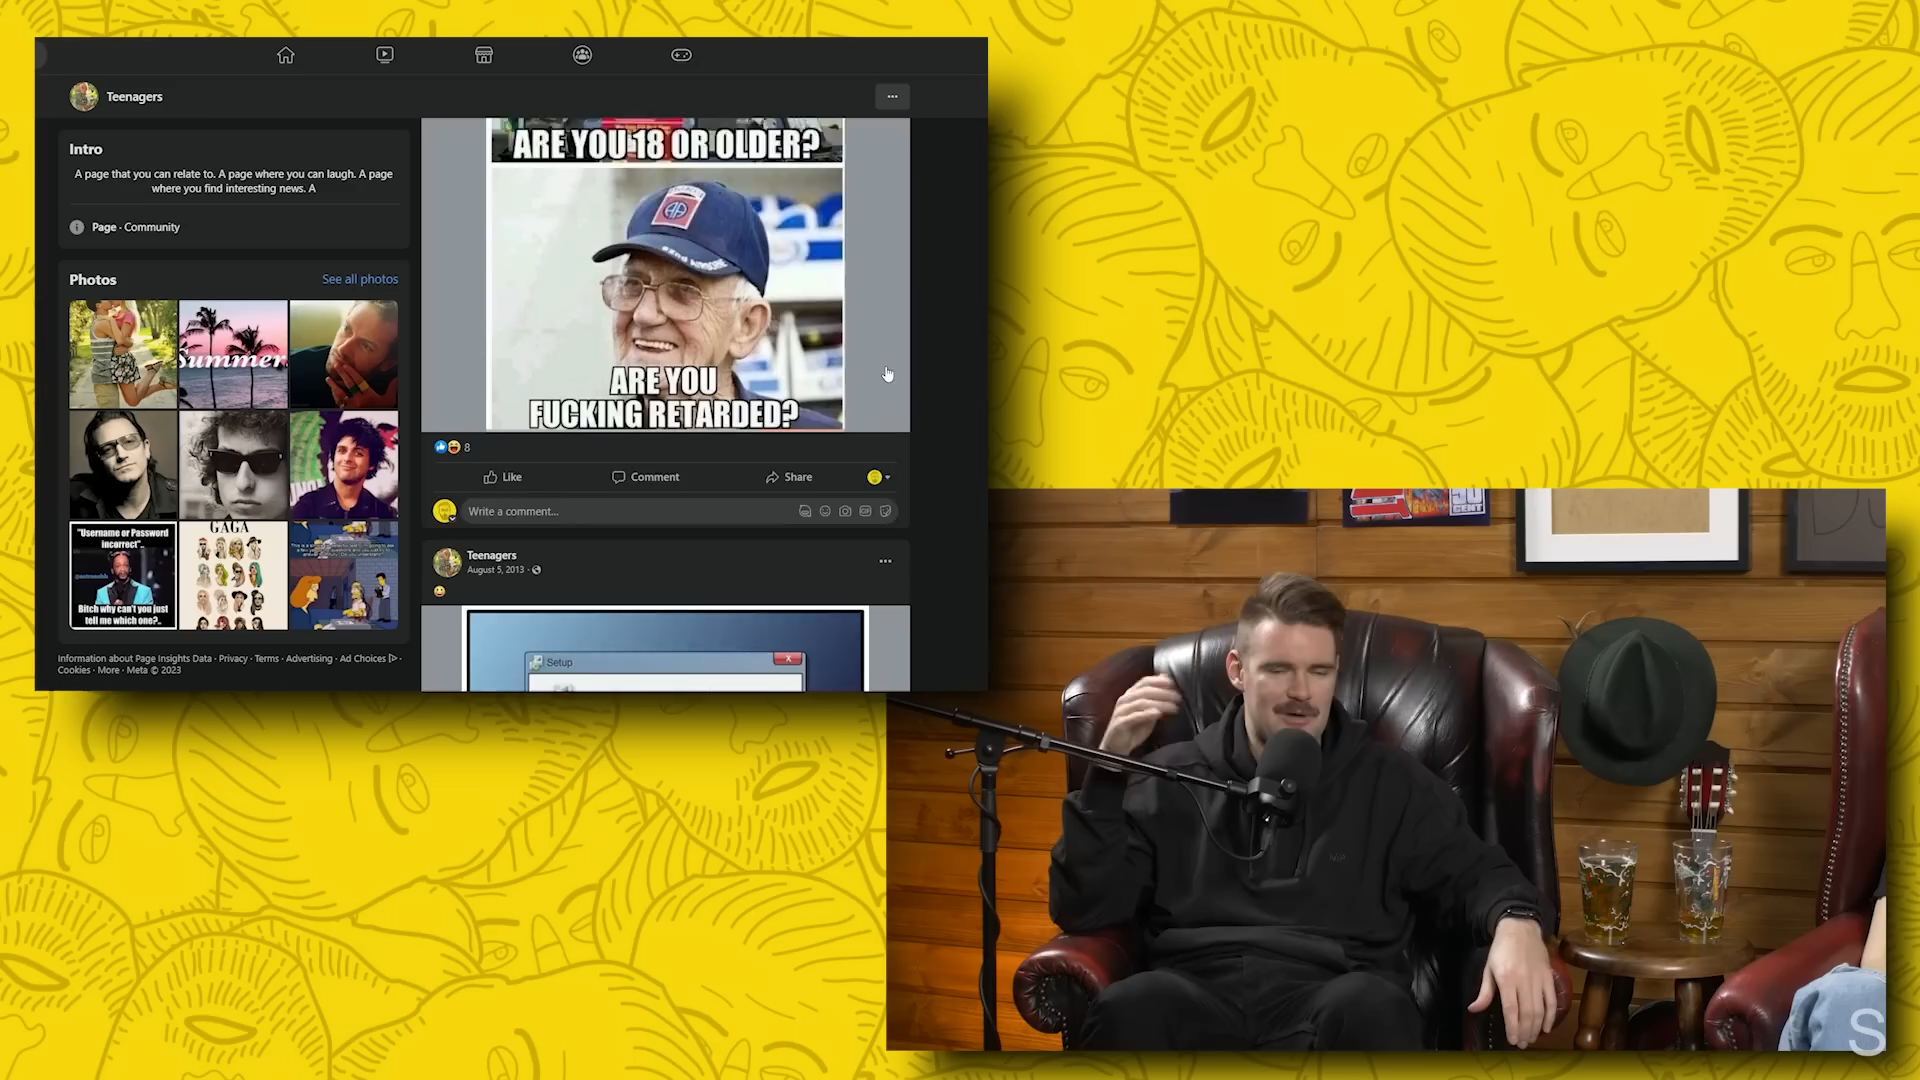 Teenagers
Intro
A page that you can relate to. A page where you can laugh. A page
where you find interesting news. A
Page · Community
Photos
See all photos
Summer
"Username or Password
incorrect"..
Bitch why can't you just
tell me which one?..
GAGA
Information about Page Insights Data · Privacy · Terms · Advertising · Ad Choices ·
Cookies · More · Meta © 2023
ARE YOU 18 OR OLDER?
ARE YOU
FUCKING RETARDED?
8
Like
Comment
Share
Write a comment...
Teenagers
August 5, 2013 ·
Setup
50
CENT
S